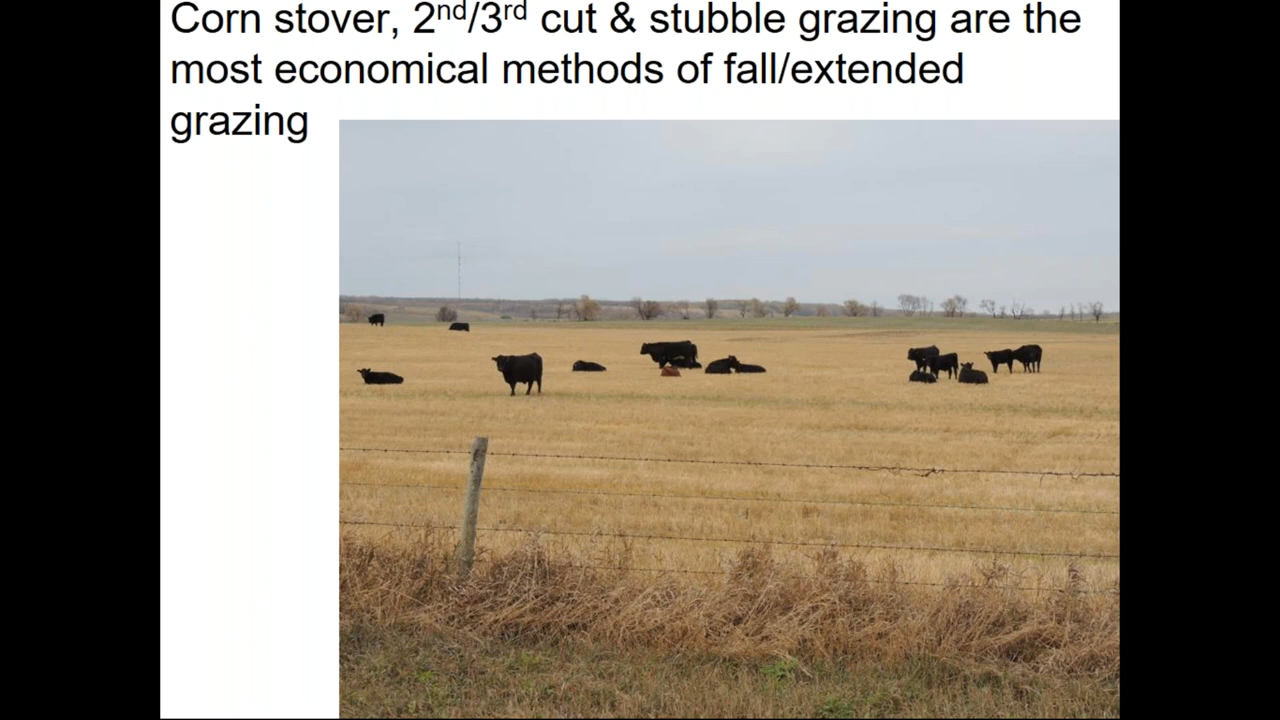 Corn stover, 2nd/3rd cut & stubble grazing are the
most economical methods of fall/extended
grazing